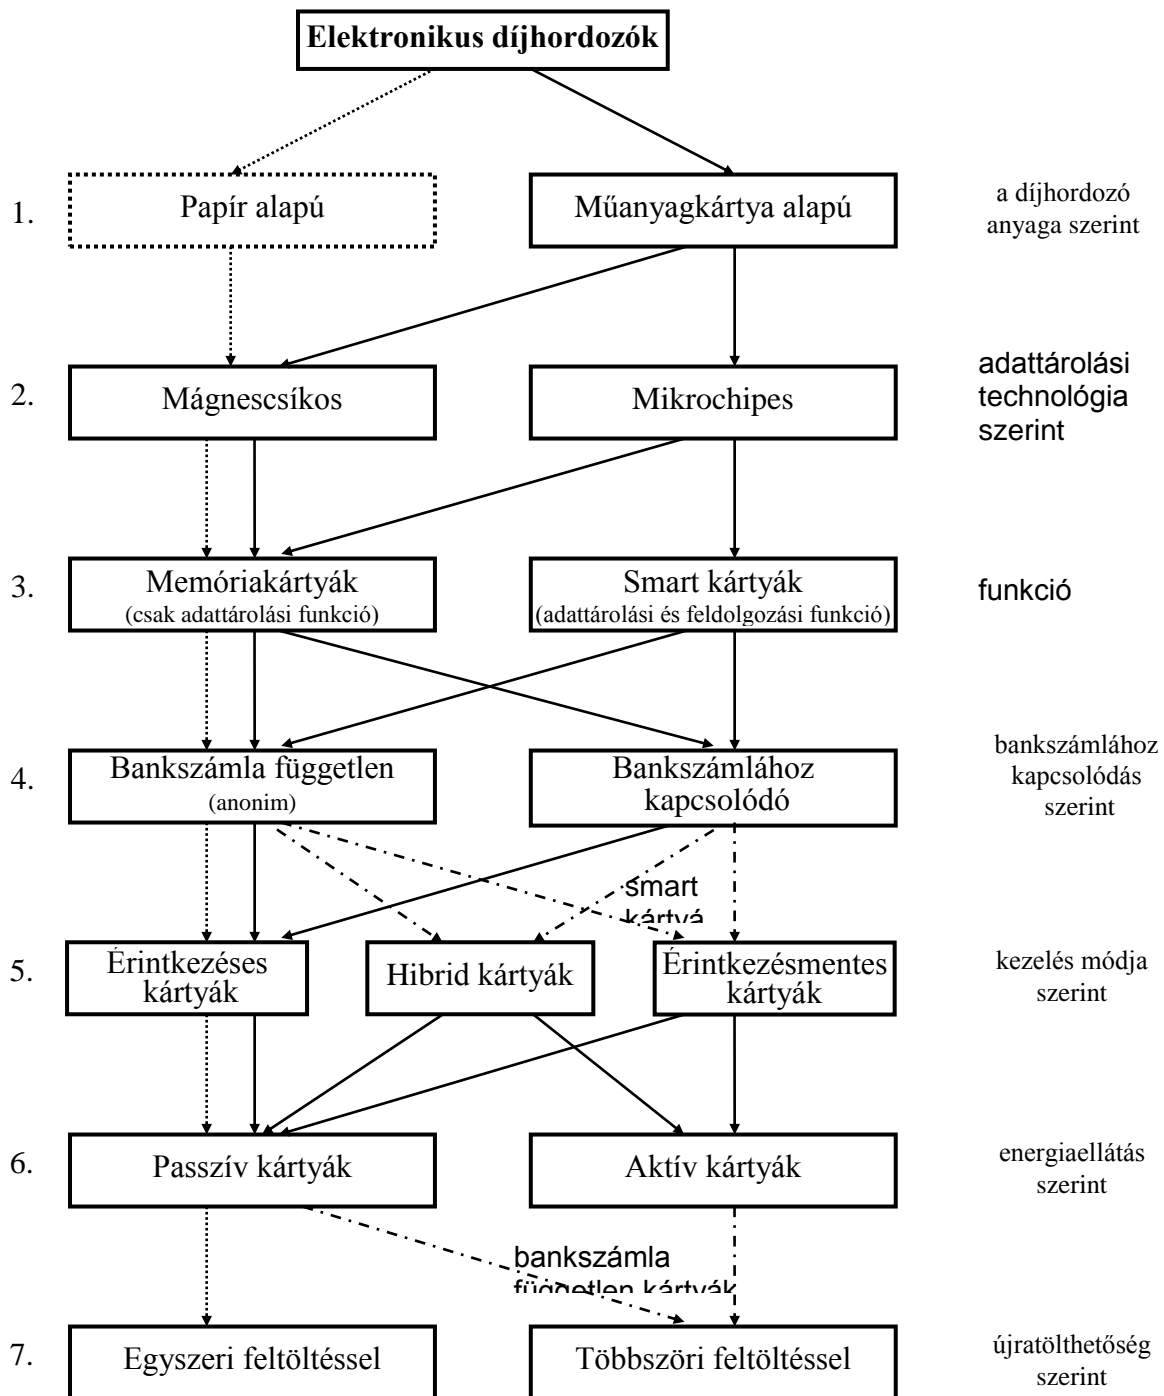 Elektronikus díjhordozók
1.
Papír alapú
Műanyagkártya alapú
a díjhordozó
anyaga szerint
2.
Mágnescsíkos
Mikrochipes
adattárolási
technológia
szerint
3.
Memóriakártyák
(csak adattárolási funkció)
Smart kártyák
(adattárolási és feldolgozási funkció)
funkció
4.
Bankszámla független
(anonim)
Bankszámlához
kapcsolódó
bankszámlához
kapcsolódás
szerint
smart
kártyá
5.
Érintkezéses
kártyák
Hibrid kártyák
Érintkezésmentes
kártyák
kezelés módja
szerint
6.
Passzív kártyák
Aktív kártyák
energiaellátás
szerint
bankszámla
független kártyák
7.
Egyszeri feltöltéssel
Többszöri feltöltéssel
újratölthetőség
szerint